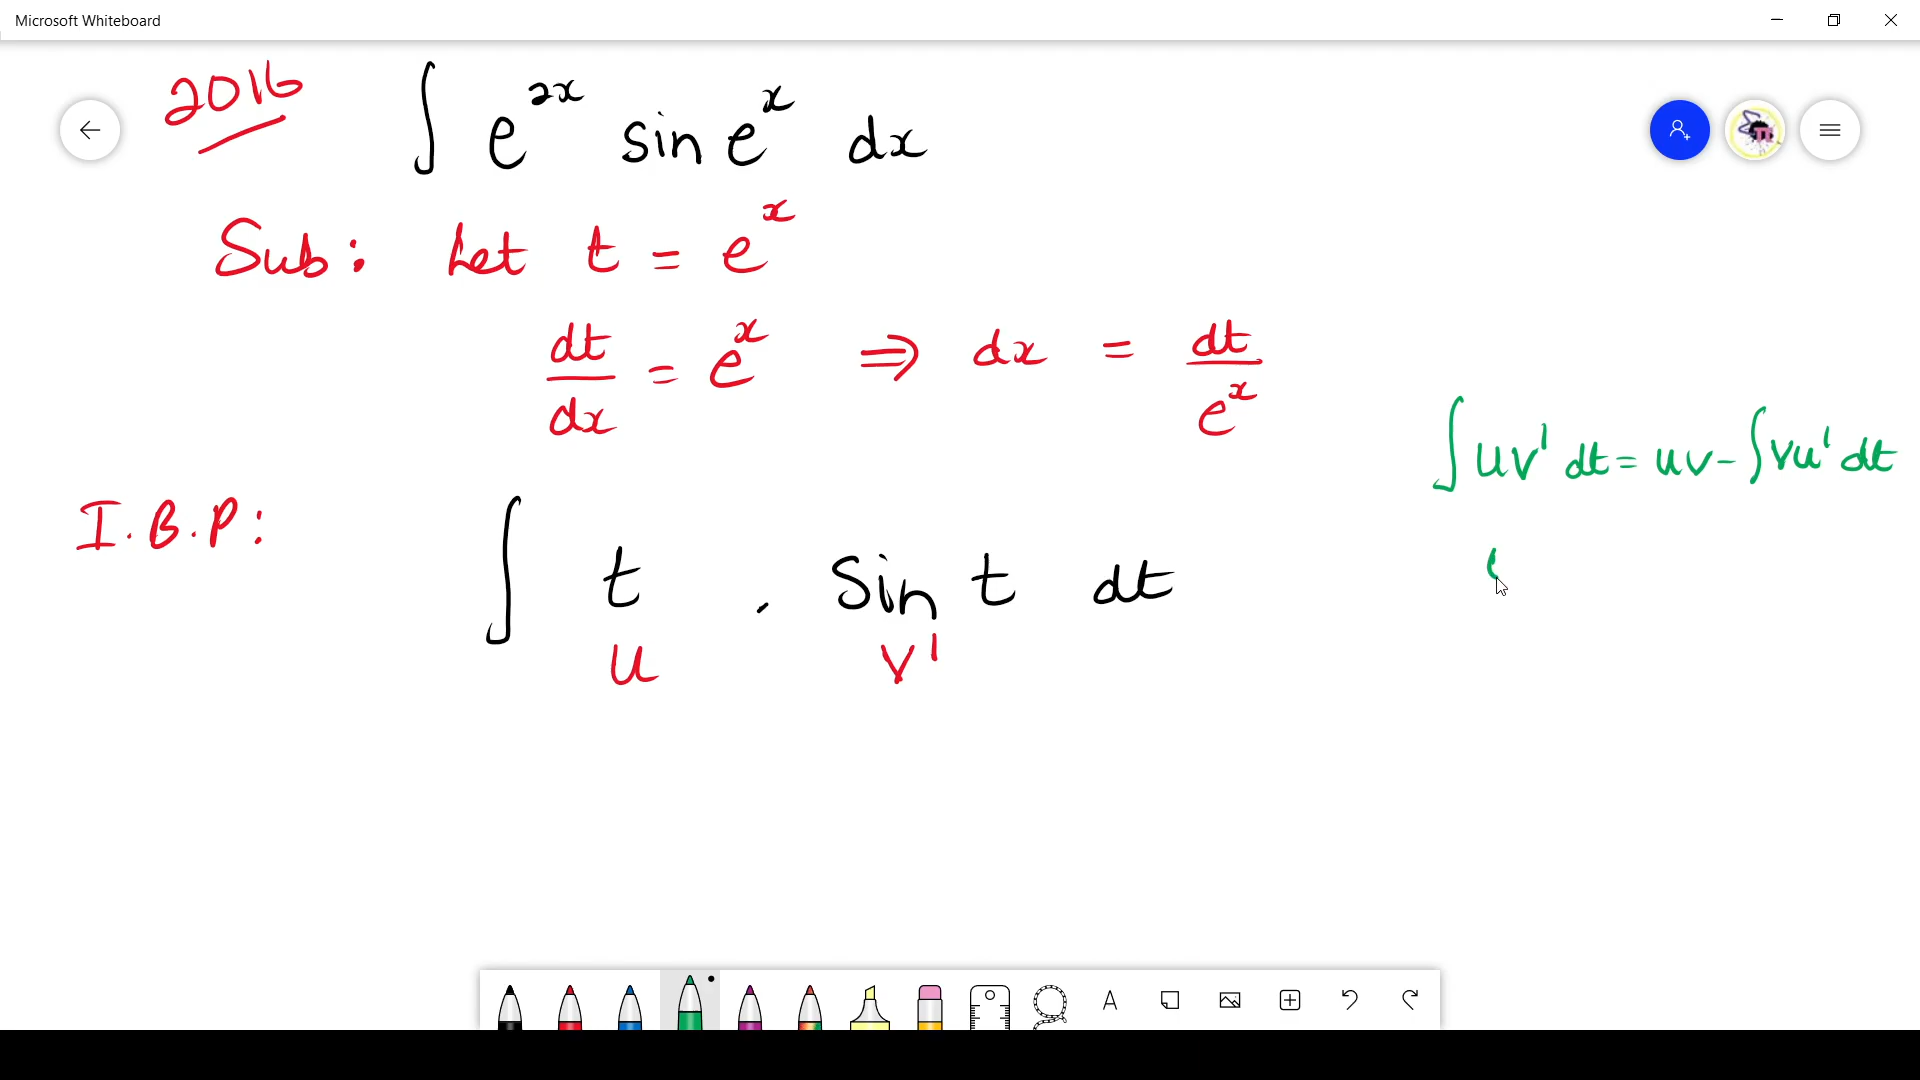 Microsoft Whiteboard
2016
∫ e^{2x} sin e^x dx
Sub: Let t = e^x
dt/dx = e^x ⇒ dx = dt/e^x
∫ uv' dt = uv - ∫ vu' dt
I.B.P:
∫ t . Sin t dt
u v'